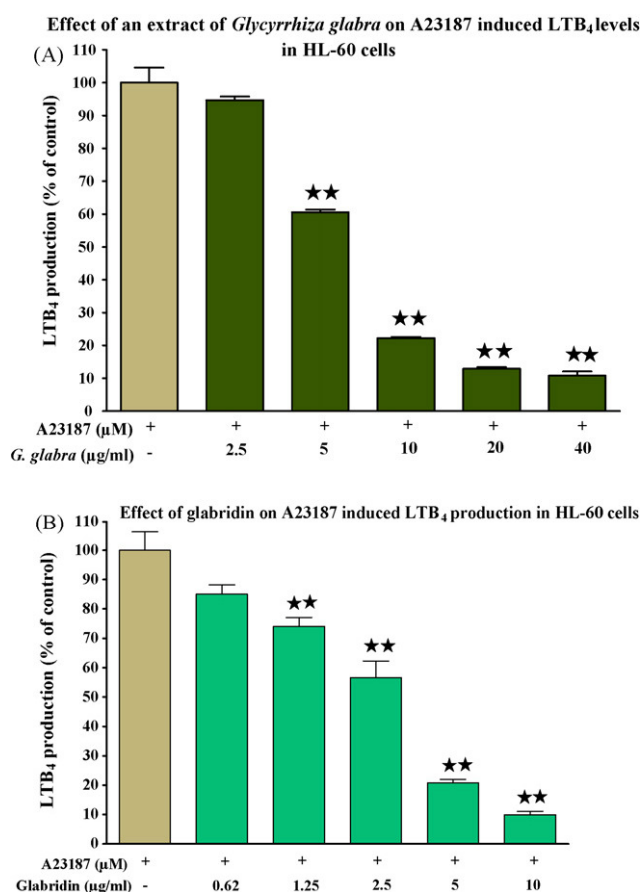 Effect of an extract of Glycyrrhiza glabra on A23187 induced LTB₄ levels
in HL-60 cells
(A)
LTB₄ production (% of control)
110
100
90
80
70
60
50
40
30
20
10
0
★★
★★
★★
★★
A23187 (µM) + + + + + +
G. glabra (µg/ml) - 2.5 5 10 20 40
(B)
Effect of glabridin on A23187 induced LTB₄ production in HL-60 cells
LTB₄ production (% of control)
110
100
90
80
70
60
50
40
30
20
10
0
★★
★★
★★
★★
A23187 (µM) + + + + + +
Glabridin (µg/ml) - 0.62 1.25 2.5 5 10